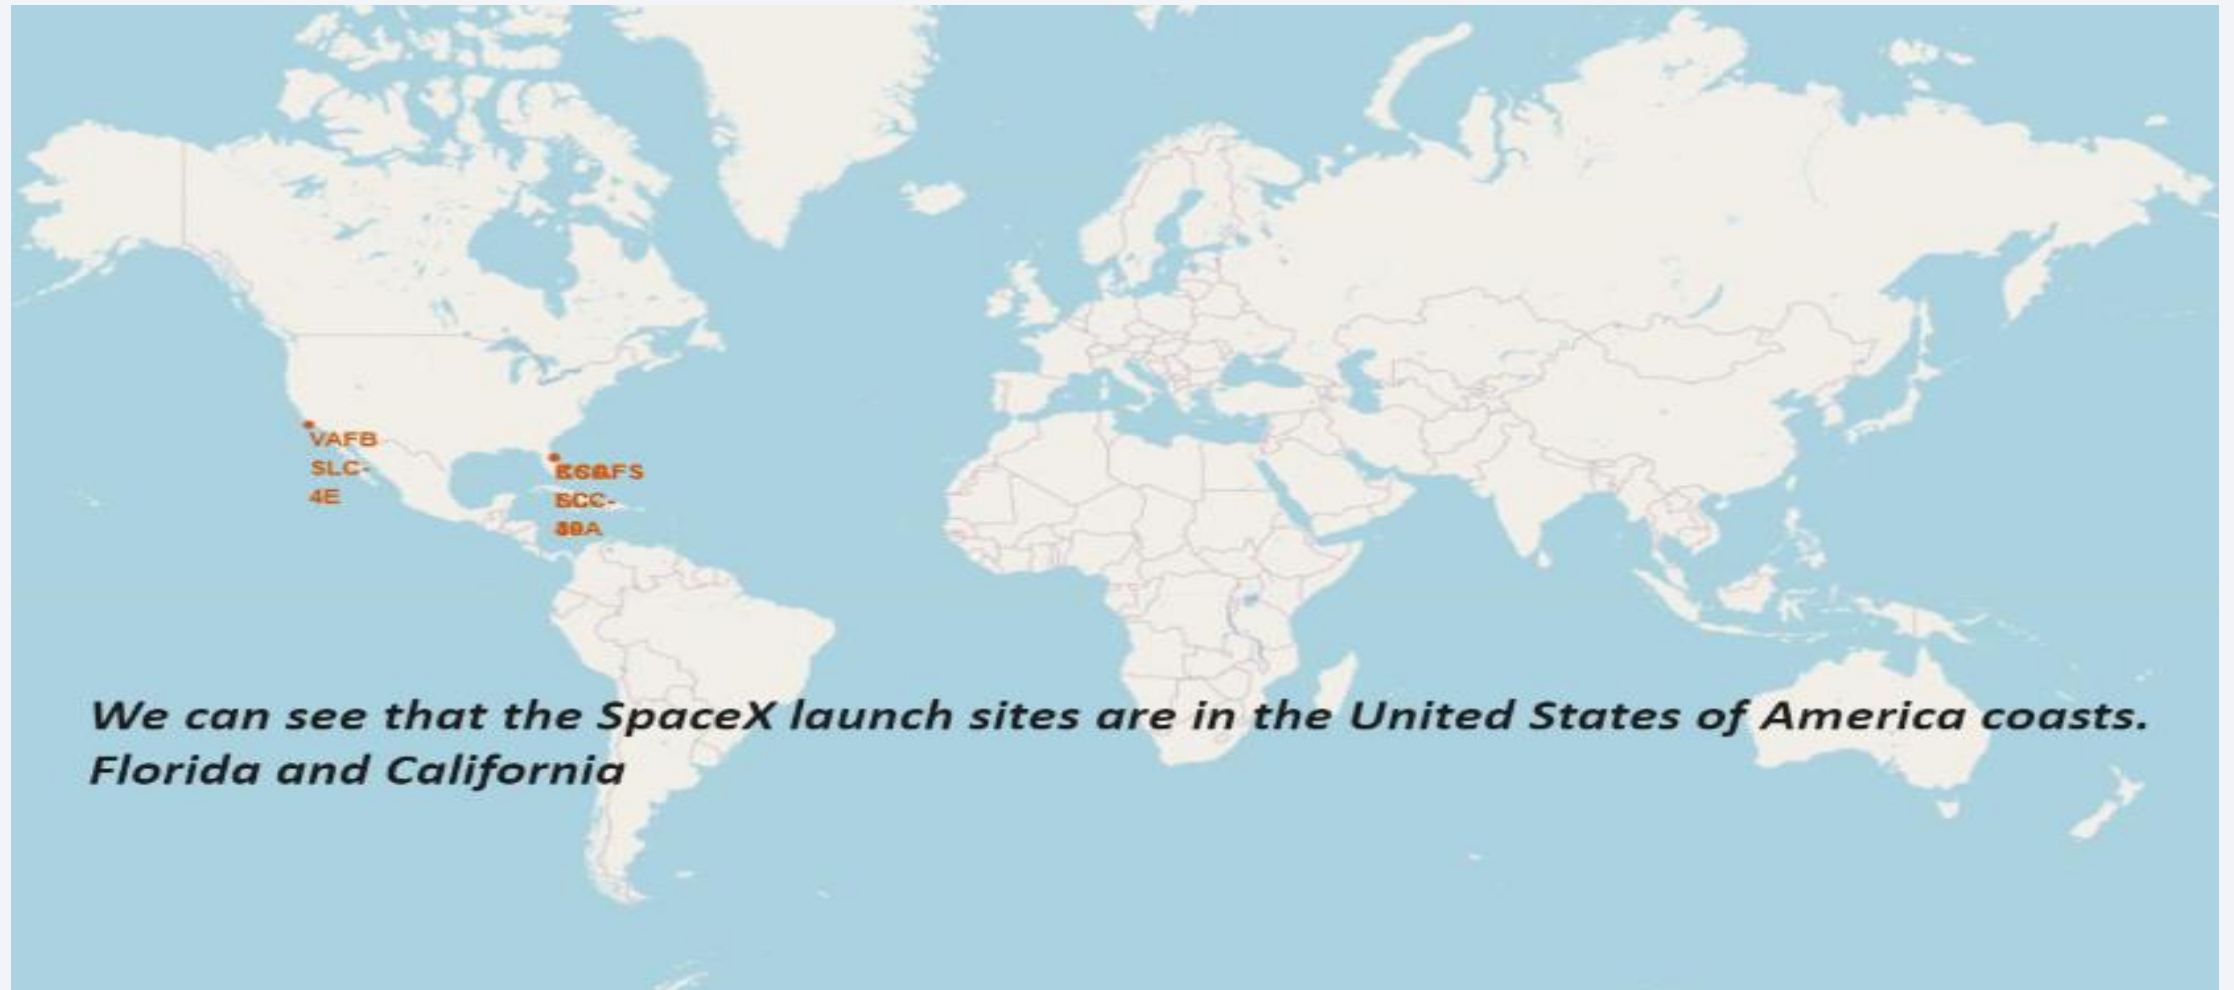 VAFB
SLC-
4E
We can see that the SpaceX launch sites are in the United States of America coasts.
Florida and California